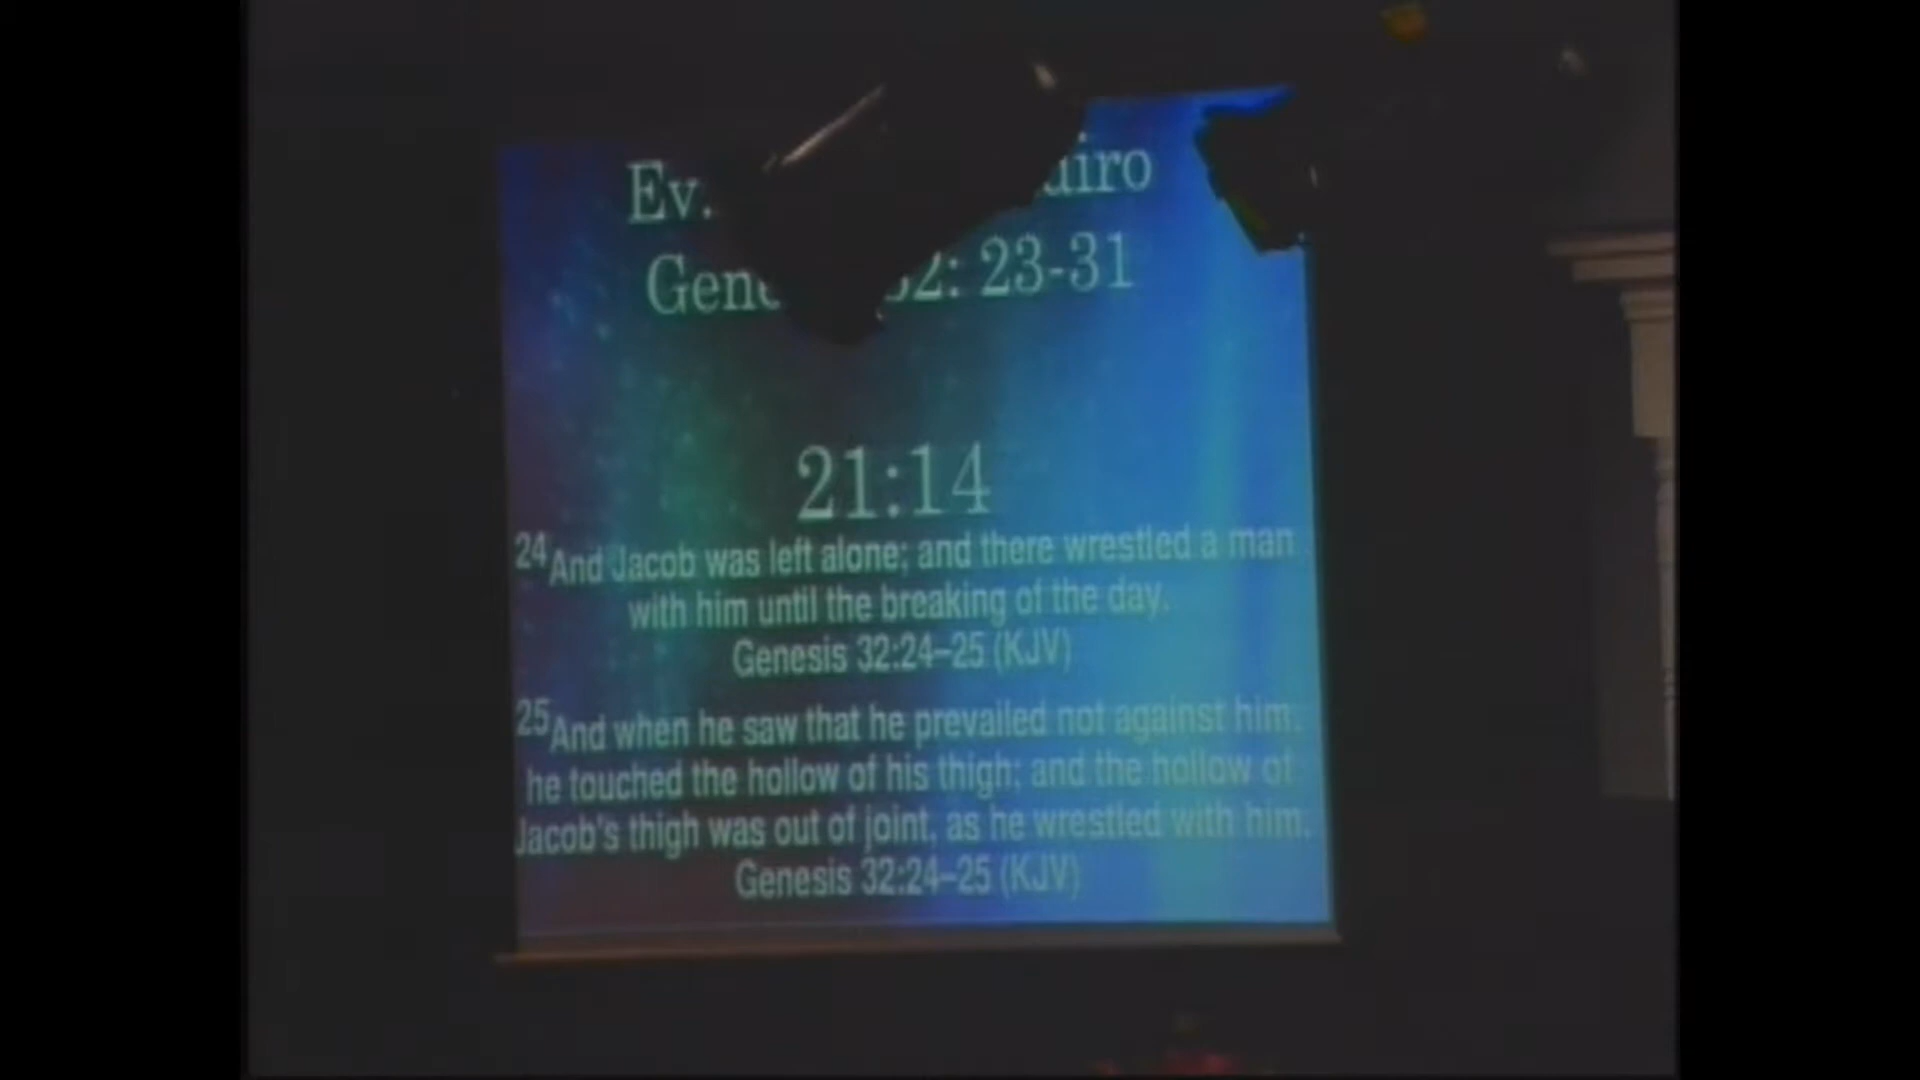 Ev.
: 23-31
21:14
24And Jacob was left alone; and there wrestled a man
with him until the breaking of the day.
Genesis 32:24–25 (KJV)
25And when he saw that he prevailed not against him,
he touched the hollow of his thigh; and the hollow of
Jacob's thigh was out of joint, as he wrestled with him.
Genesis 32:24–25 (KJV)